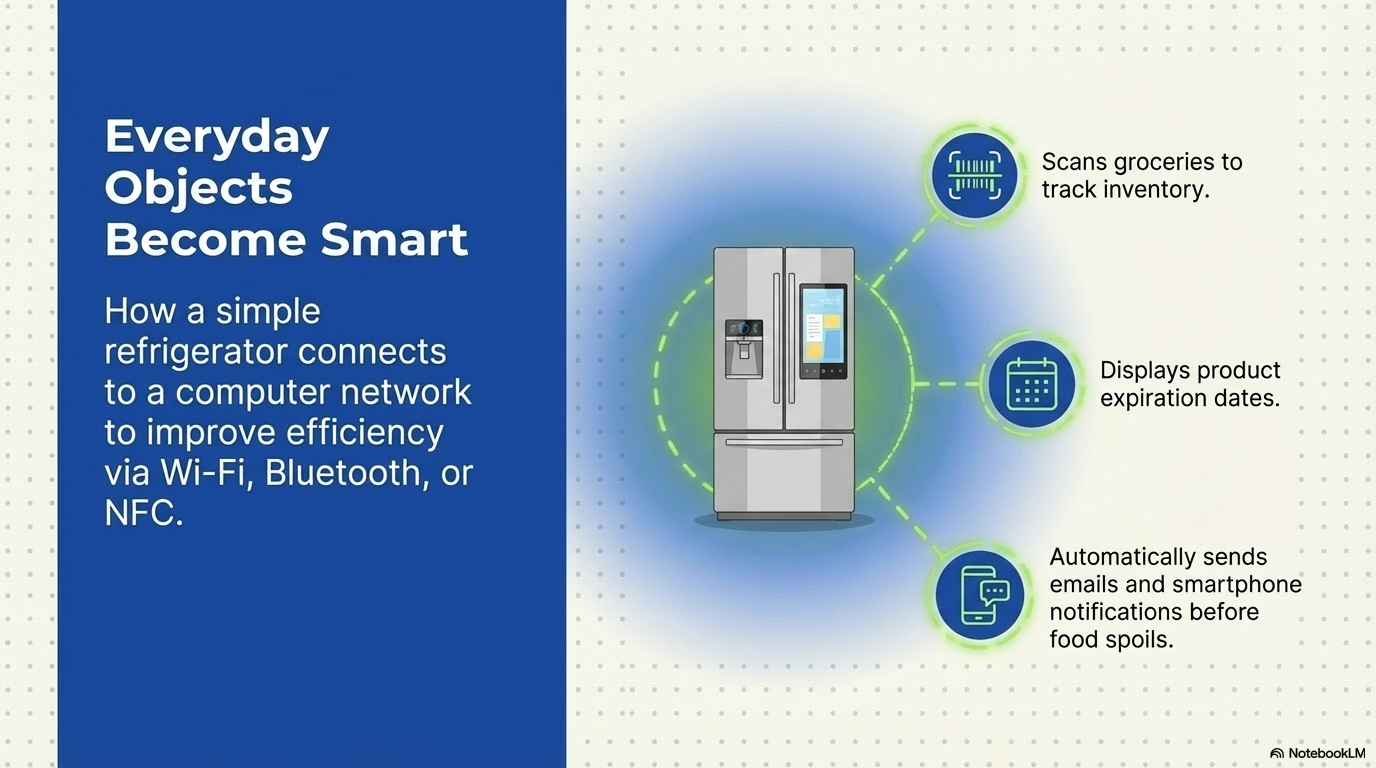 Everyday
Objects
Become Smart
How a simple
refrigerator connects
to a computer network
to improve efficiency
via Wi-Fi, Bluetooth, or
NFC.
Scans groceries to
track inventory.
Displays product
expiration dates.
Automatically sends
emails and smartphone
notifications before
food spoils.
NotebookLM